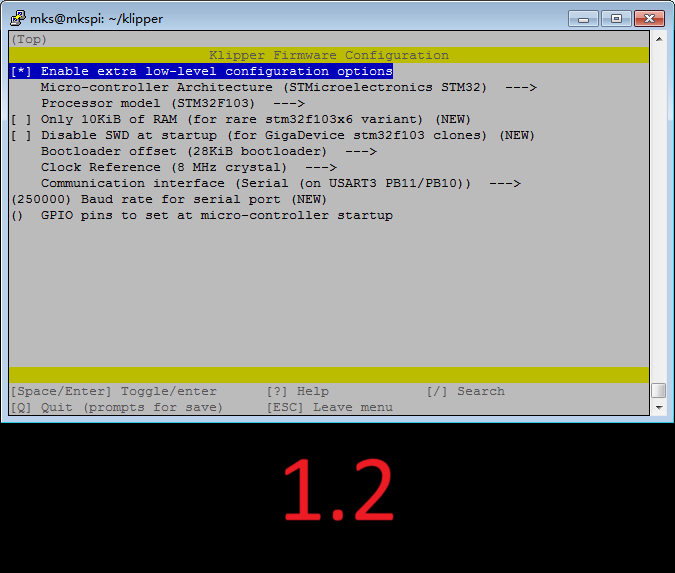 mks@mkspi: ~/klipper
(Top)
Klipper Firmware Configuration
[*] Enable extra low-level configuration options
Micro-controller Architecture (STMicroelectronics STM32)  --->
Processor model (STM32F103)  --->
[ ] Only 10KiB of RAM (for rare stm32f103x6 variant) (NEW)
[ ] Disable SWD at startup (for GigaDevice stm32f103 clones) (NEW)
Bootloader offset (28KiB bootloader)  --->
Clock Reference (8 MHz crystal)  --->
Communication interface (Serial (on USART3 PB11/PB10))  --->
(250000) Baud rate for serial port (NEW)
()  GPIO pins to set at micro-controller startup
[Space/Enter] Toggle/enter     [?] Help     [/] Search
[Q] Quit (prompts for save)     [ESC] Leave menu
1.2